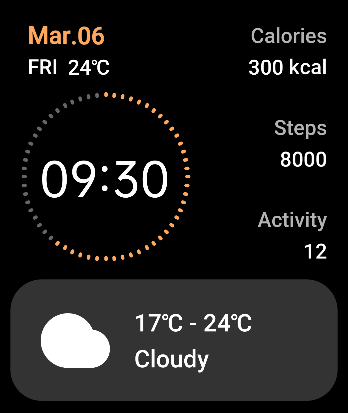 Mar.06
FRI 24℃
09:30
Calories
300 kcal
Steps
8000
Activity
12
17℃ - 24℃
Cloudy